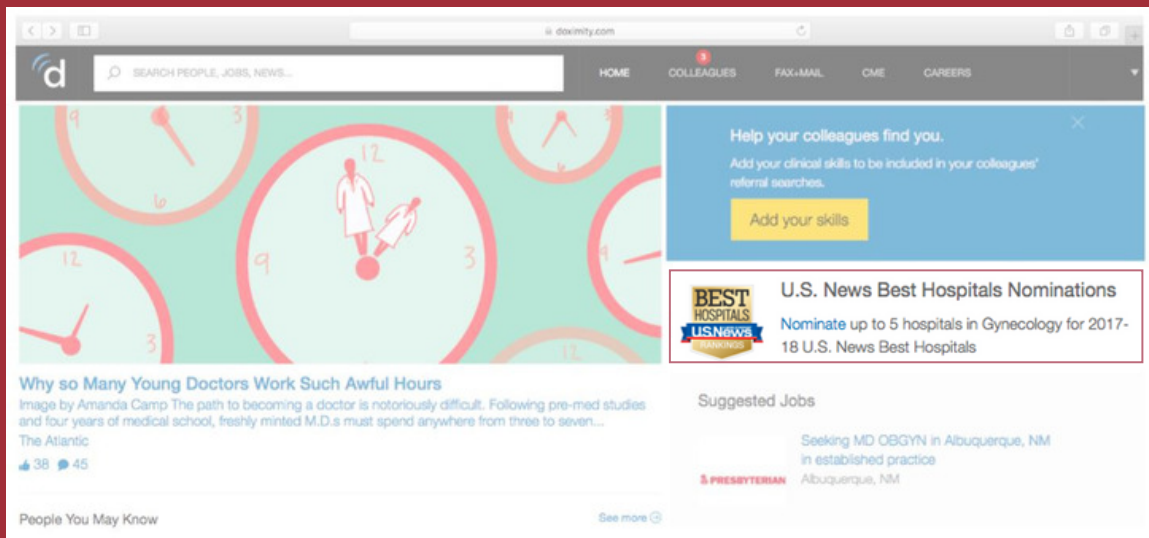 doximity.com
d
SEARCH PEOPLE, JOBS, NEWS...
HOME
3
COLLEAGUES
FAX+MAIL
CME
CAREERS
9
3
6
12
9
3
12
3
9
3
6
9
12
Help your colleagues find you.
Add your clinical skills to be included in your colleagues'
referral searches.
Add your skills
BEST
HOSPITALS
U.S.News
RANKINGS
U.S. News Best Hospitals Nominations
Nominate up to 5 hospitals in Gynecology for 2017-
18 U.S. News Best Hospitals
Why so Many Young Doctors Work Such Awful Hours
Image by Amanda Camp The path to becoming a doctor is notoriously difficult. Following pre-med studies
and four years of medical school, freshly minted M.D.s must spend anywhere from three to seven...
The Atlantic
38 45
People You May Know
See more
Suggested Jobs
PRESBYTERIAN
Seeking MD OBGYN in Albuquerque, NM
in established practice
Albuquerque, NM